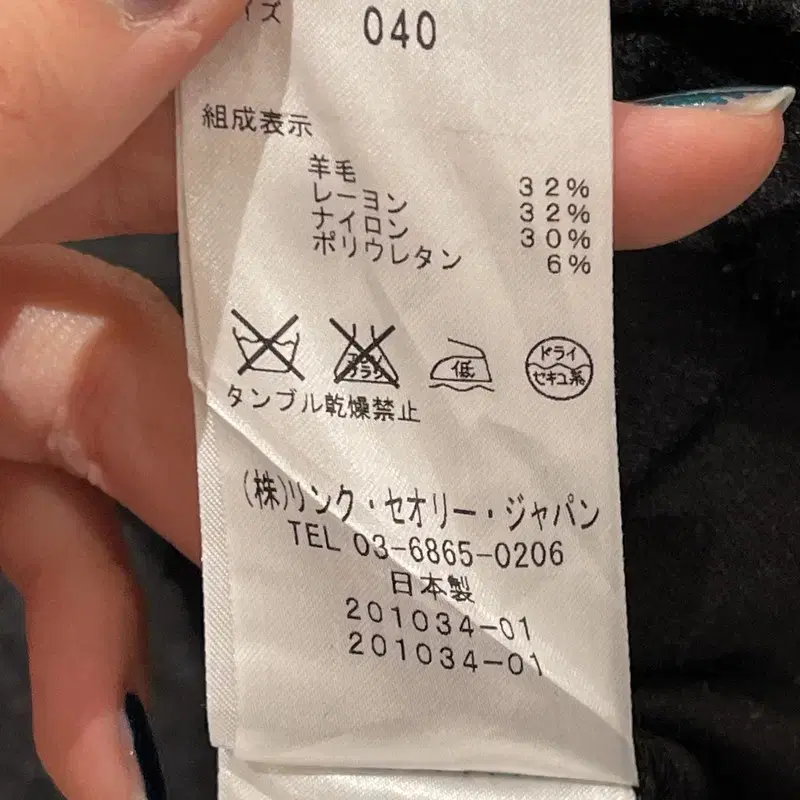 イズ 040
組成表示
羊毛 32%
レーヨン 32%
ナイロン 30%
ポリウレタン 6%
低 ドライ
セキユ系
タンブル乾燥禁止
(株)リンク・セオリー・ジャパン
TEL 03-6865-0206
日本製
201034-01
201034-01